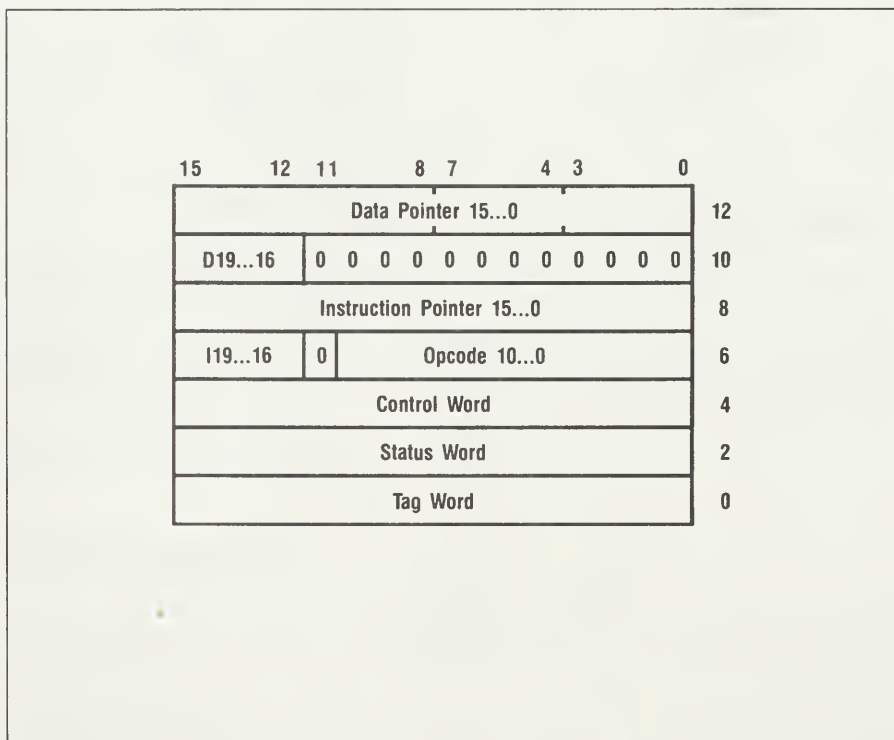 15 12 11 8 7 4 3 0
Data Pointer 15...0 12
D19...16 0 0 0 0 0 0 0 0 0 0 0 0 10
Instruction Pointer 15...0 8
I19...16 0 Opcode 10...0 6
Control Word 4
Status Word 2
Tag Word 0